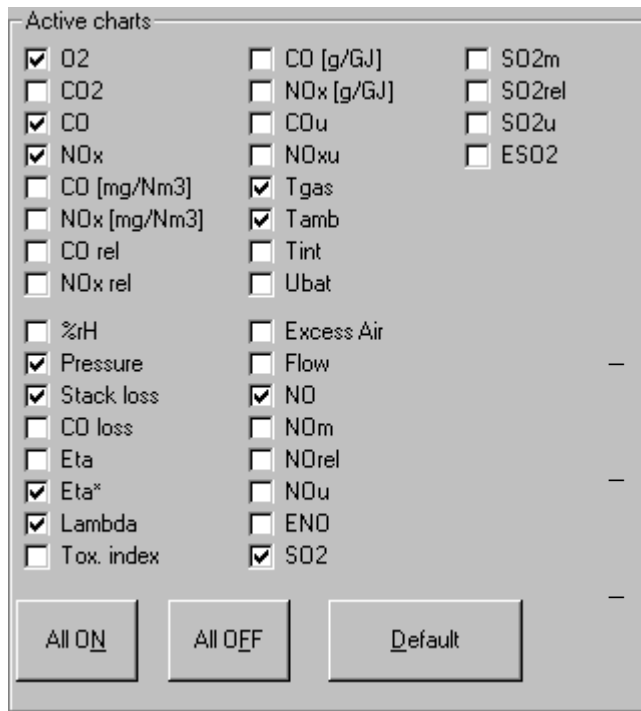 Active charts
O2
CO2
CO
NOx
CO [mg/Nm3]
NOx [mg/Nm3]
CO rel
NOx rel
%rH
Pressure
Stack loss
CO loss
Eta
Eta*
Lambda
Tox. index
CO [g/GJ]
NOx [g/GJ]
COu
NOxu
Tgas
Tamb
Tint
Ubat
Excess Air
Flow
NO
NOm
NOrel
NOu
ENO
SO2
SO2m
SO2rel
SO2u
ESO2
All ON
All OFF
Default